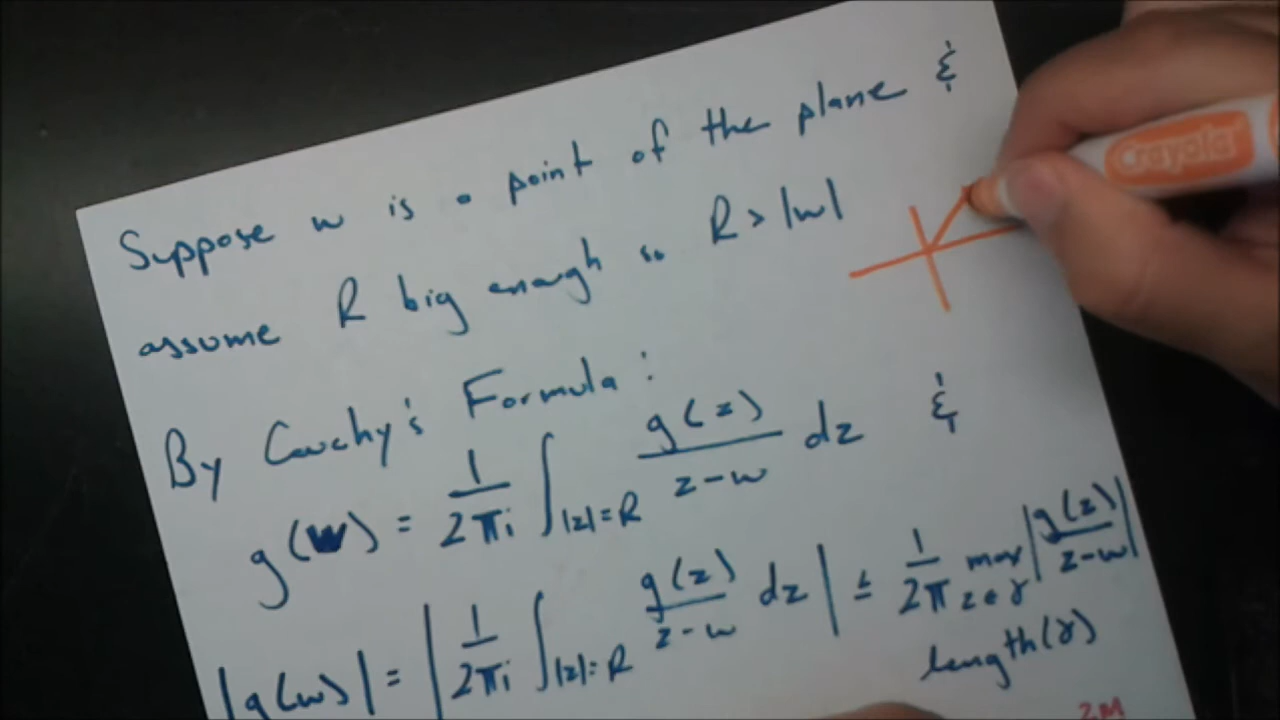 Suppose w is a point of the plane &
assume R big enough so R > |w|
By Cauchy's Formula:
g(w) = 1/2πi ∫|z|=R g(z)/z-w dz &
|g(w)| = |1/2πi ∫|z|=R g(z)/z-w dz| ≤ 1/2π max z∈γ |g(z)/z-w|
length(γ)
2M
Crayola